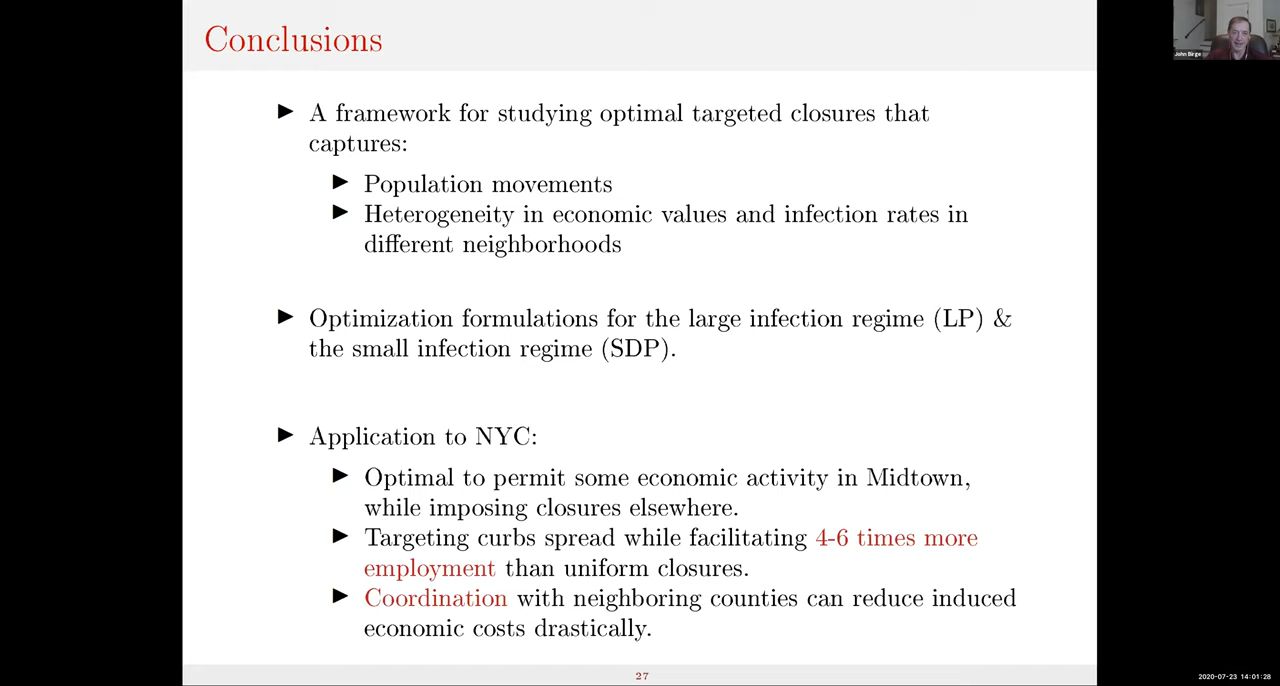 Conclusions
John Birge
▶ A framework for studying optimal targeted closures that
captures:
▶ Population movements
▶ Heterogeneity in economic values and infection rates in
different neighborhoods
▶ Optimization formulations for the large infection regime (LP) &
the small infection regime (SDP).
▶ Application to NYC:
▶ Optimal to permit some economic activity in Midtown,
while imposing closures elsewhere.
▶ Targeting curbs spread while facilitating 4-6 times more
employment than uniform closures.
▶ Coordination with neighboring counties can reduce induced
economic costs drastically.
27
2020-07-23 14:01:28